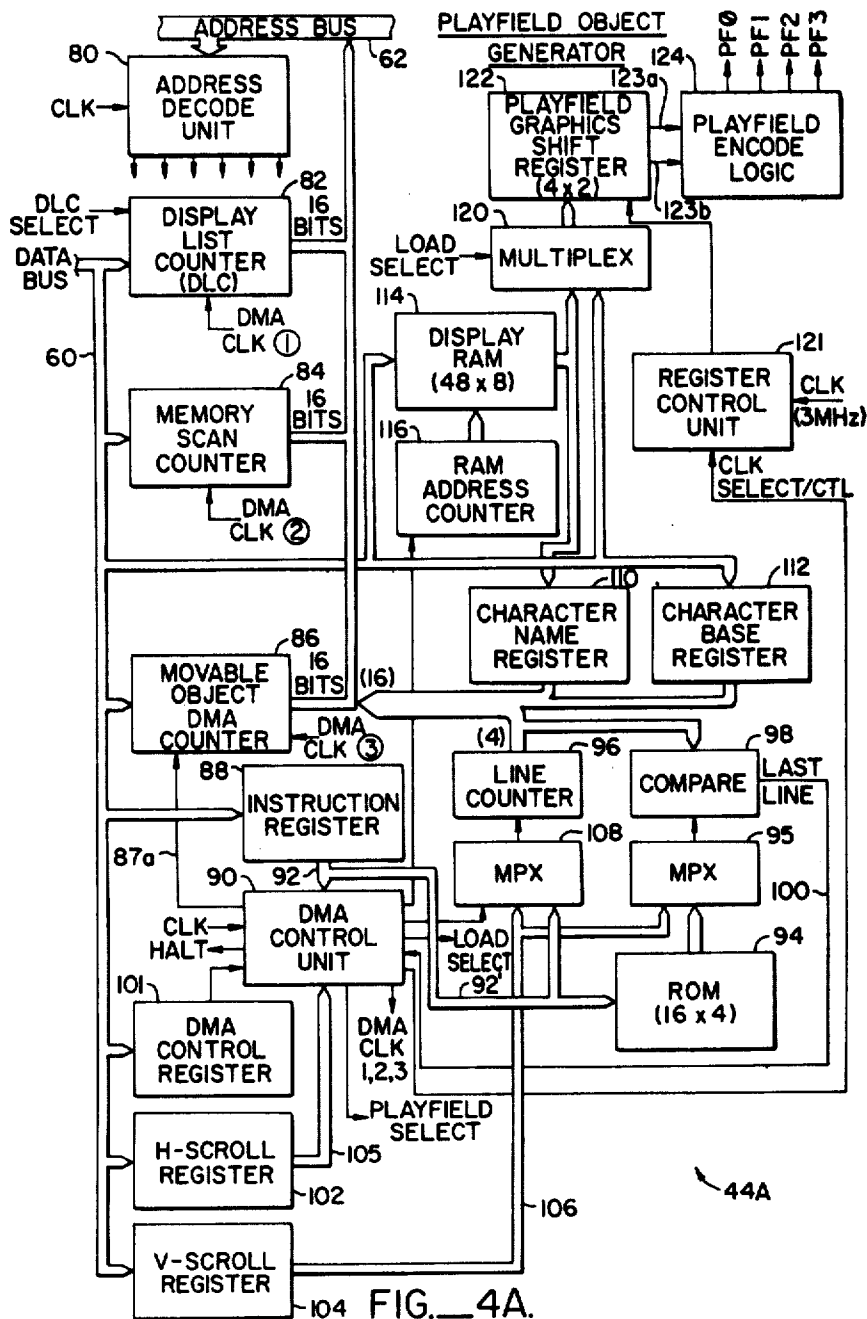 ADDRESS BUS
62
80
ADDRESS
DECODE
UNIT
CLK
PLAYFIELD OBJECT
GENERATOR
122
123a
PLAYFIELD
GRAPHICS
SHIFT
REGISTER
(4 x 2)
123b
124
PF0
PF1
PF2
PF3
PLAYFIELD
ENCODE
LOGIC
DLC
SELECT
DATA
BUS
82
16
BITS
DISPLAY
LIST
COUNTER
(DLC)
DMA
CLK ①
60
120
LOAD
SELECT
MULTIPLEX
114
DISPLAY
RAM
(48 x 8)
121
REGISTER
CONTROL
UNIT
CLK
(3MHz)
CLK
SELECT/CTL
84
16
BITS
MEMORY
SCAN
COUNTER
DMA
CLK ②
116
RAM
ADDRESS
COUNTER
110
CHARACTER
NAME
REGISTER
112
CHARACTER
BASE
REGISTER
86
16
BITS
MOVABLE
OBJECT
DMA
COUNTER
(16)
DMA
CLK ③
88
INSTRUCTION
REGISTER
(4)
96
LINE
COUNTER
98
COMPARE
LAST
LINE
87a
92
108
MPX
95
MPX
100
90
DMA
CONTROL
UNIT
CLK
HALT
LOAD
SELECT
92'
94
ROM
(16 x 4)
101
DMA
CONTROL
REGISTER
DMA
CLK
1,2,3
PLAYFIELD
SELECT
H-SCROLL
REGISTER
102
105
106
44A
V-SCROLL
REGISTER
104
FIG.__4A.